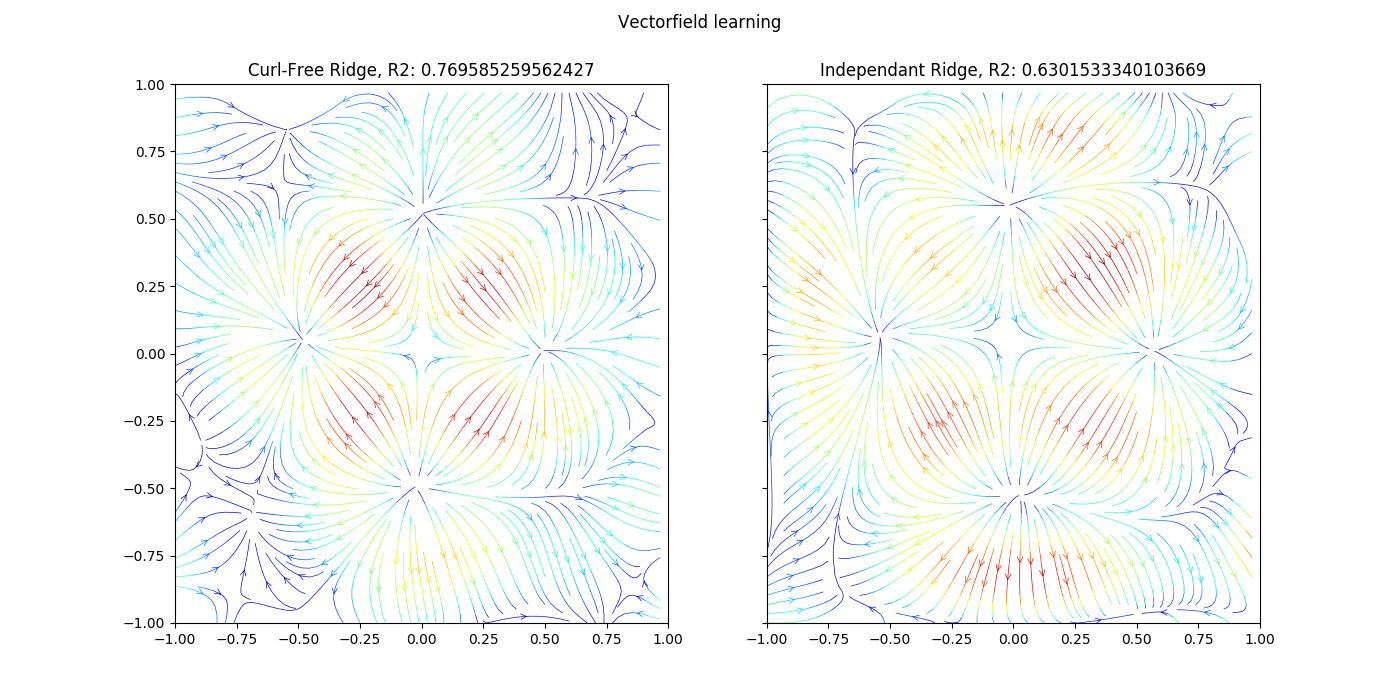 Vectorfield learning
Curl-Free Ridge, R2: 0.769585259562427
Independant Ridge, R2: 0.6301533340103669
1.00
0.75
0.50
0.25
0.00
−0.25
−0.50
−0.75
−1.00
−1.00 −0.75 −0.50 −0.25 0.00 0.25 0.50 0.75 1.00
−1.00 −0.75 −0.50 −0.25 0.00 0.25 0.50 0.75 1.00